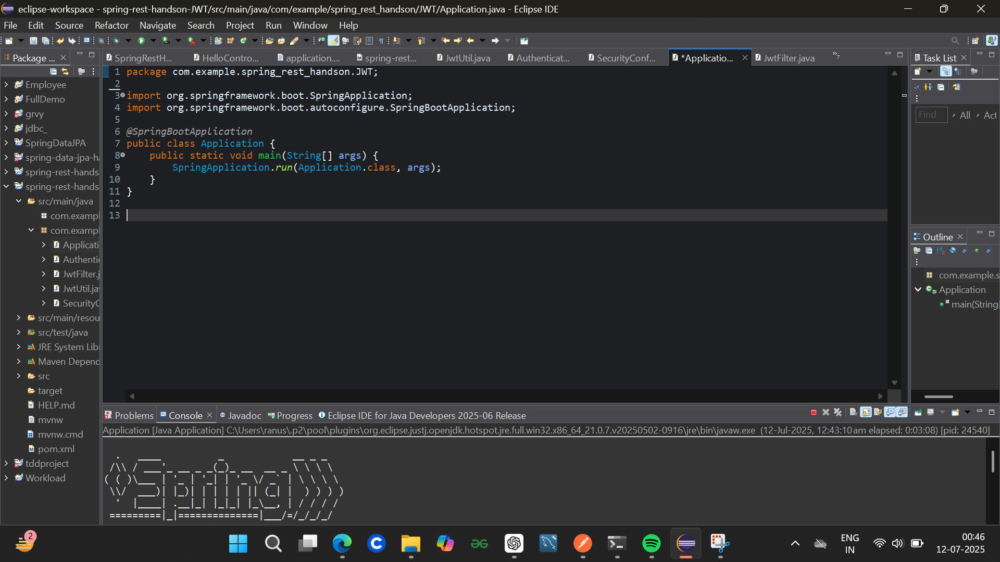 eclipse-workspace - spring-rest-handson-JWT/src/main/java/com/example/spring_rest_handson/JWT/Application.java - Eclipse IDE
File Edit Source Refactor Navigate Search Project Run Window Help
Package ...
SpringRestH...
HelloContro...
application....
spring-rest...
JwtUtil.java
Authenticat...
SecurityConf...
*Applicatio...
JwtFilter.java
»7
Task List
Employee
FullDemo
grvy
jdbc_
SpringDataJPA
spring-data-jpa-ha
spring-rest-hands
spring-rest-hands
src/main/java
com.exampl
com.exampl
Applicati
Authentic
JwtFilter.j
JwtUtil.jav
SecurityC
src/main/resou
src/test/java
JRE System Libr
Maven Depend
src
target
HELP.md
mvnw
mvnw.cmd
pom.xml
tddproject
Workload
1 package com.example.spring_rest_handson.JWT;
2
3 import org.springframework.boot.SpringApplication;
4 import org.springframework.boot.autoconfigure.SpringBootApplication;
5
6 @SpringBootApplication
7 public class Application {
8     public static void main(String[] args) {
9         SpringApplication.run(Application.class, args);
10     }
11 }
12
13
Find All Act
Outline
com.example.s
Application
main(String
Problems Console Javadoc Progress Eclipse IDE for Java Developers 2025-06 Release
Application [Java Application] C:\Users\ranus\.p2\pool\plugins\org.eclipse.justj.openjdk.hotspot.jre.full.win32.x86_64_21.0.7.v20250502-0916\jre\bin\javaw.exe (12-Jul-2025, 12:43:10 am elapsed: 0:03:08) [pid: 24540]
  .   ____          _            __ _ _
 /\\ / ___'_ __ _ _(_)_ __  __ _ \ \ \ \
( ( )\___ | '_ | '_| | '_ \/ _` | \ \ \ \
 \\/  ___)| |_)| | | | | || (_| |  ) ) ) )
  '  |____| .__|_| |_|_| |_\__, | / / / /
 =========|_|==============|___/=/_/_/_/
2
ENG
IN
00:46
12-07-2025